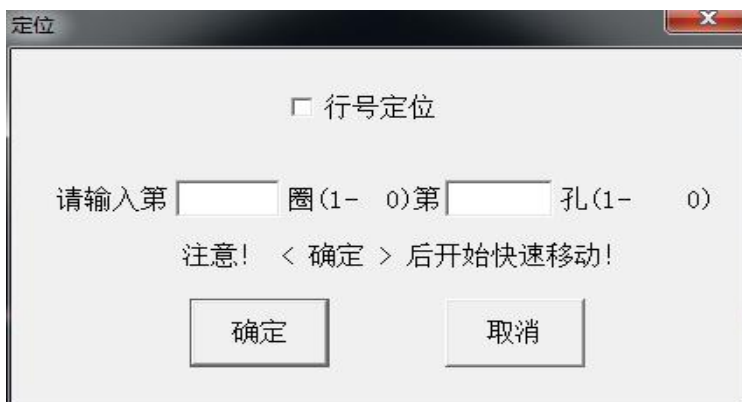 定位
行号定位
请输入第 圈(1- 0)第 孔(1- 0)
注意! < 确定 > 后开始快速移动!
确定 取消